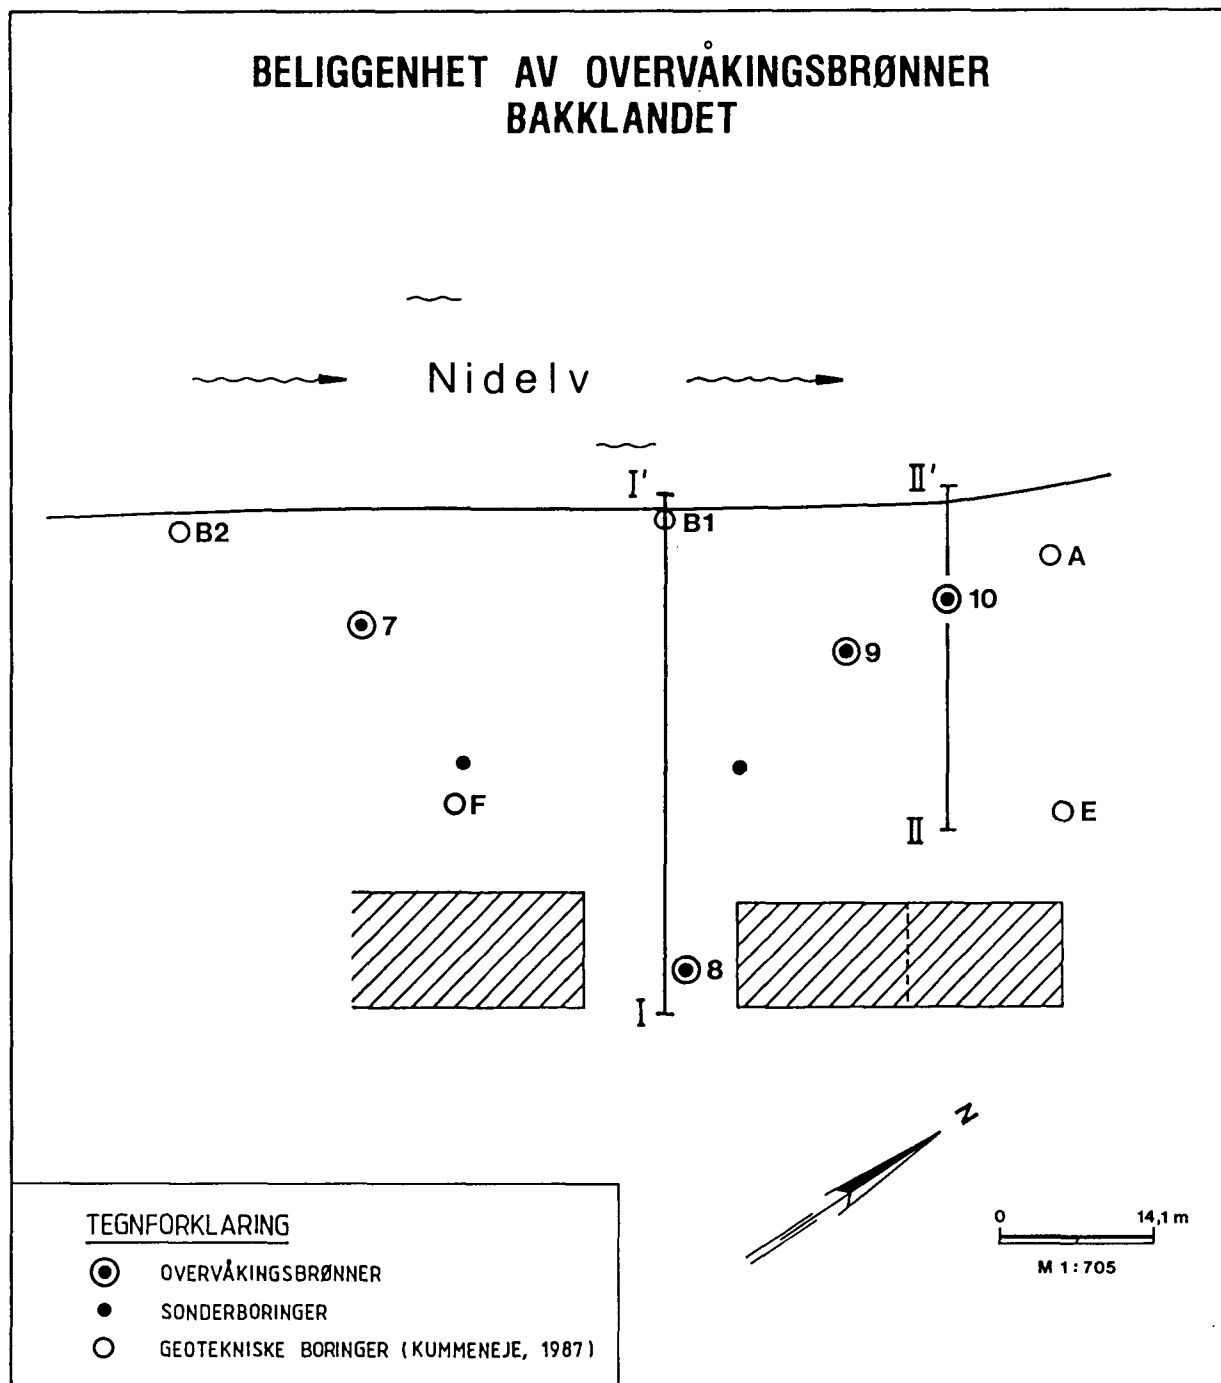 BELIGGENHET AV OVERVÅKINGSBRØNNER
BAKKLANDET
Nidelv
I'
II'
B2
B1
A
7
10
9
F
II
E
8
I
N
0 14,1 m
M 1:705
TEGNFORKLARING
OVERVÅKINGSBRØNNER
SONDERBORINGER
GEOTEKNISKE BORINGER (KUMMENEJE, 1987)